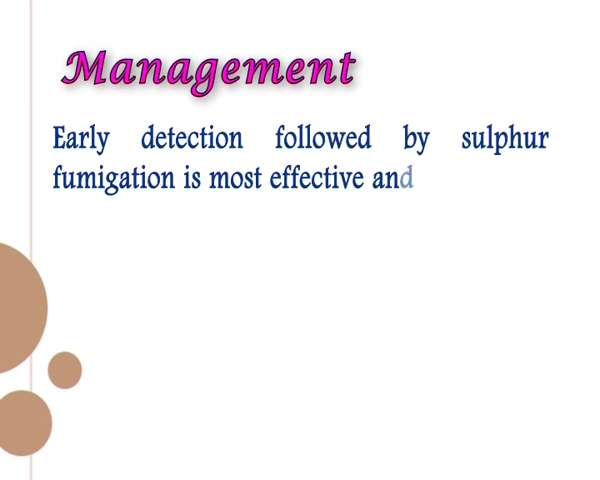 Management
Early detection followed by sulphur
fumigation is most effective and